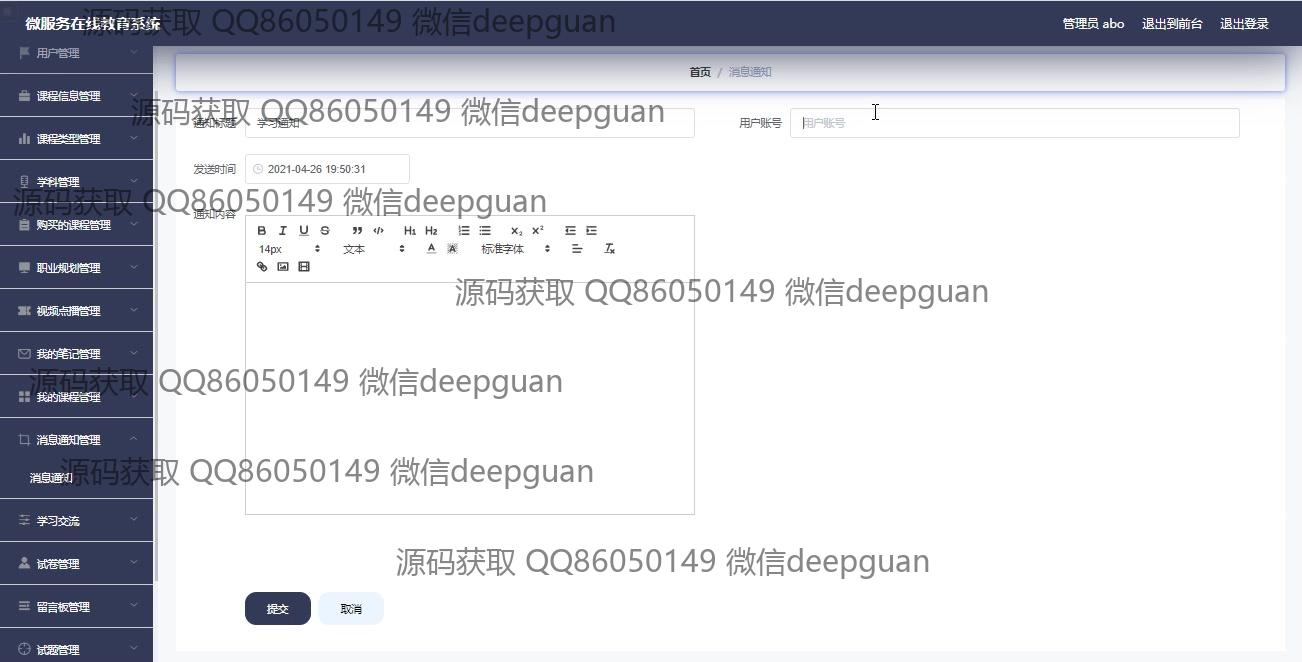 微服务在线教育系统
管理员 abo 退出到前台 退出登录
源码获取 QQ86050149 微信deepguan
用户管理
首页 / 消息通知
课程信息管理
源码获取 QQ86050149 微信deepguan
通知标题 学习通知 用户账号 用户账号
课程类型管理
发送时间 2021-04-26 19:50:31
学科管理
源码获取 QQ86050149 微信deepguan
通知内容
购买的课程管理
B I U S ” </> H1 H2 X2 X2
14px 文本 A A 标准字体 Tx
职业规划管理
源码获取 QQ86050149 微信deepguan
视频点播管理
我的笔记管理
源码获取 QQ86050149 微信deepguan
我的课程管理
消息通知管理
源码获取 QQ86050149 微信deepguan
消息通知
学习交流
试卷管理
源码获取 QQ86050149 微信deepguan
留言板管理
提交 取消
试题管理